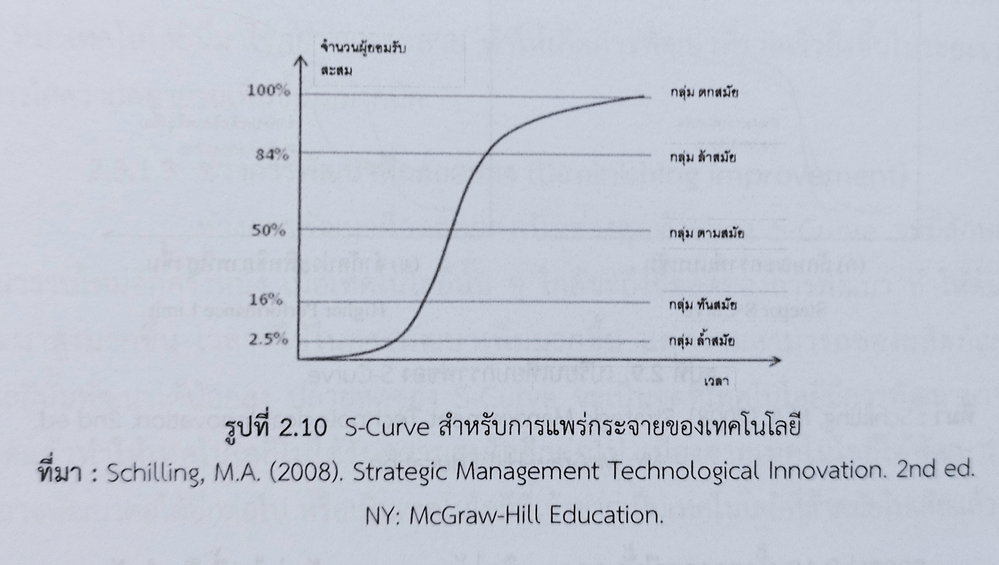 จำนวนผู้ยอมรับ
สะสม
100%
กลุ่ม ตกสมัย
84%
กลุ่ม ล้าสมัย
50%
กลุ่ม ตามสมัย
16%
กลุ่ม ทันสมัย
2.5%
กลุ่ม ล้ำสมัย
เวลา
รูปที่ 2.10 S-Curve สำหรับการแพร่กระจายของเทคโนโลยี
ที่มา : Schilling, M.A. (2008). Strategic Management Technological Innovation. 2nd ed.
NY: McGraw-Hill Education.